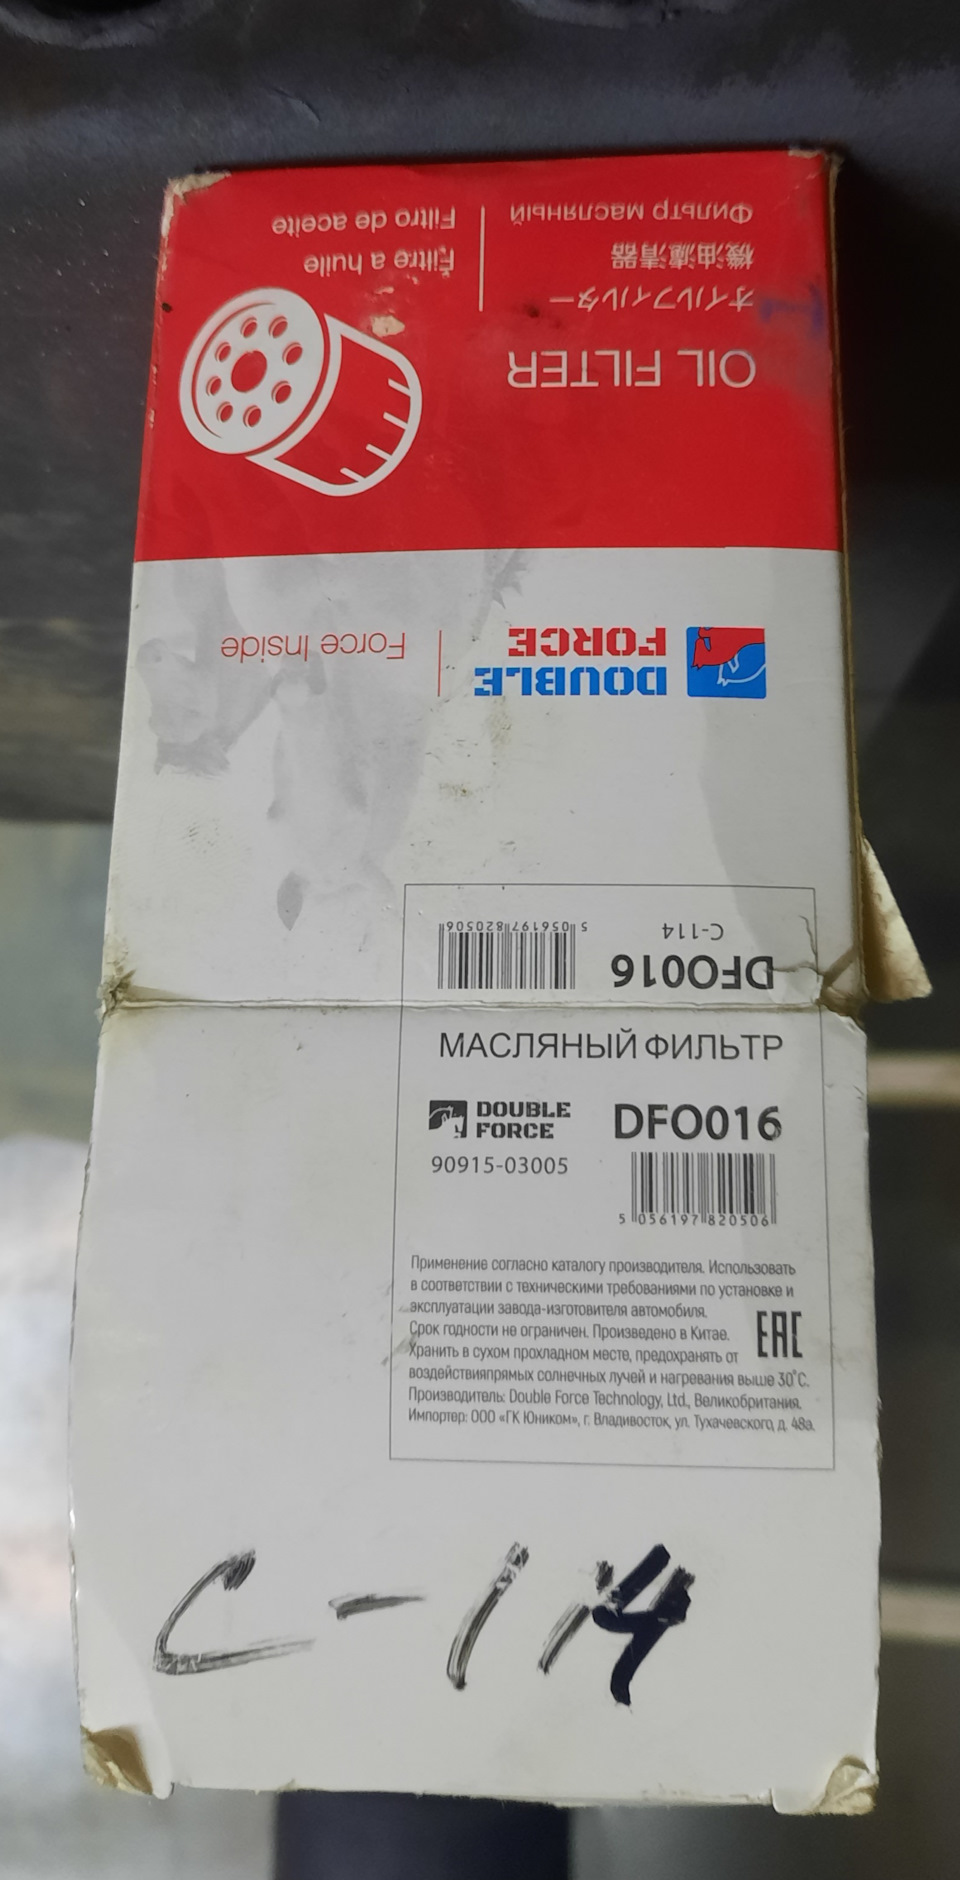 OIL FILTER
オイルフィルター
機油濾清器
Фильтр масляный
Filtre a huile
Filtro de aceite
DOUBLE
FORCE
Force Inside
DFO016
C-114
5 056197 820506
МАСЛЯНЫЙ ФИЛЬТР
DOUBLE
FORCE
DFO016
90915-03005
5 056197 820506
Применение согласно каталогу производителя. Использовать
в соответствии с техническими требованиями по установке и
эксплуатации завода-изготовителя автомобиля.
Срок годности не ограничен. Произведено в Китае.
Хранить в сухом прохладном месте, предохранять от
воздействияпрямых солнечных лучей и нагревания выше 30°С.
Производитель: Double Force Technology, Ltd., Великобритания.
Импортер: ООО «ГК Юником», г. Владивосток, ул. Тухачевского, д. 48а.
EAC
C-114